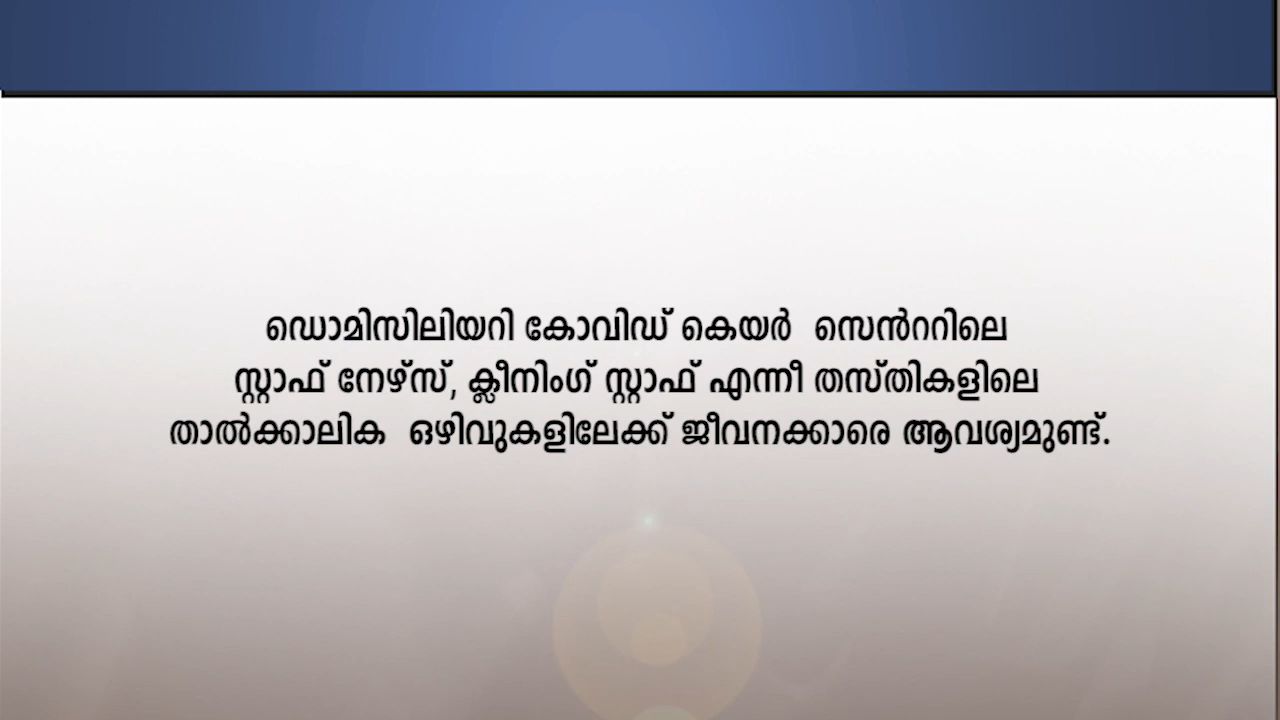 ഡൊമിസിലിയറി കോവിഡ് കെയർ സെൻററിലെ
സ്റ്റാഫ് നേഴ്സ്, ക്ലീനിംഗ് സ്റ്റാഫ് എന്നീ തസ്തികളിലെ
താൽക്കാലിക ഒഴിവുകളിലേക്ക് ജീവനക്കാരെ ആവശ്യമുണ്ട്.